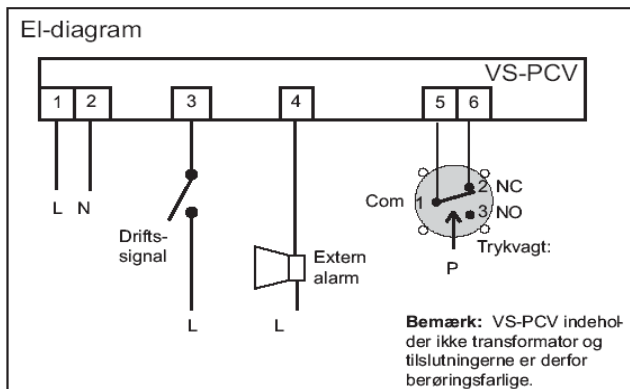 El-diagram
VS-PCV
1 2 3 4 5 6
L N
Drifts-
signal
L
Extern
alarm
L
Com 1
2 NC
3 NO
Trykvagt:
P
Bemærk: VS-PCV indehol-
der ikke transformator og
tilslutningerne er derfor
berøringsfarlige.